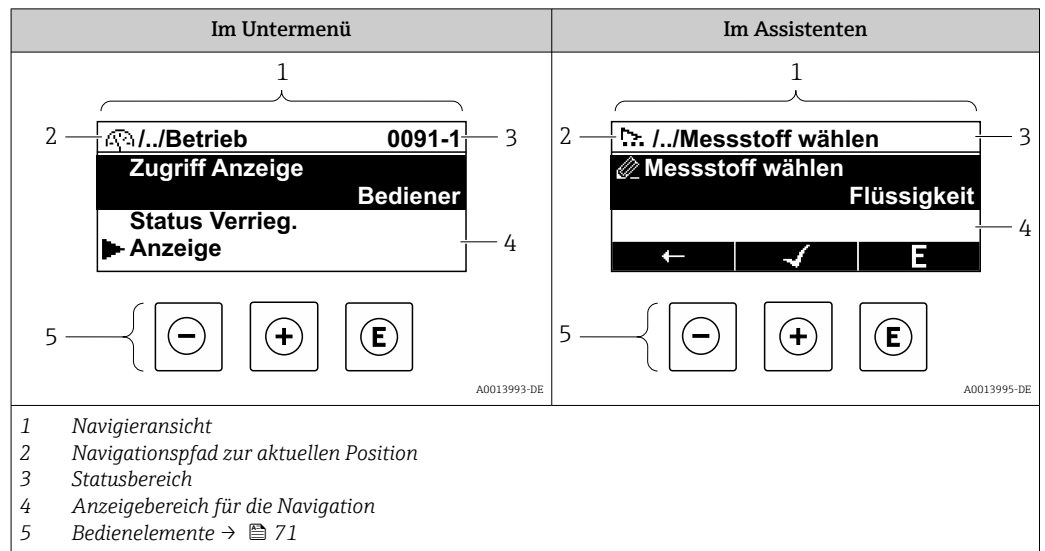 Im Untermenü
Im Assistenten
1
2
/../Betrieb 0091-1
3
Zugriff Anzeige
Bediener
Status Verrieg.
Anzeige
4
5
- + E
A0013993-DE
1
2
/../Messstoff wählen
3
Messstoff wählen
Flüssigkeit
4
← ✓ E
5
- + E
A0013995-DE
1 Navigieransicht
2 Navigationspfad zur aktuellen Position
3 Statusbereich
4 Anzeigebereich für die Navigation
5 Bedienelemente → 71